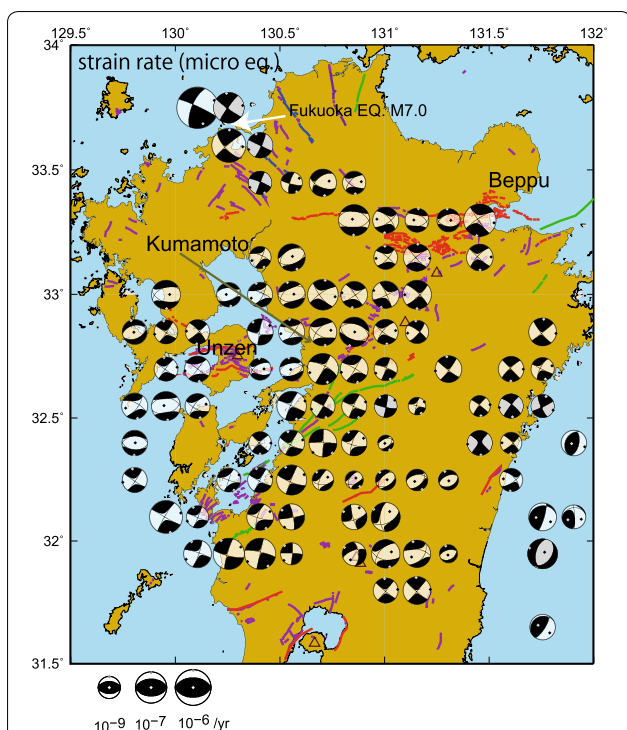 129.5° 130° 130.5° 131° 131.5° 132°
34°
strain rate (micro eq.)
Fukuoka EQ. M7.0
33.5°
Beppu
Kumamoto
33°
Unzen
32.5°
32°
31.5°
10⁻⁹ 10⁻⁷ 10⁻⁶ /yr